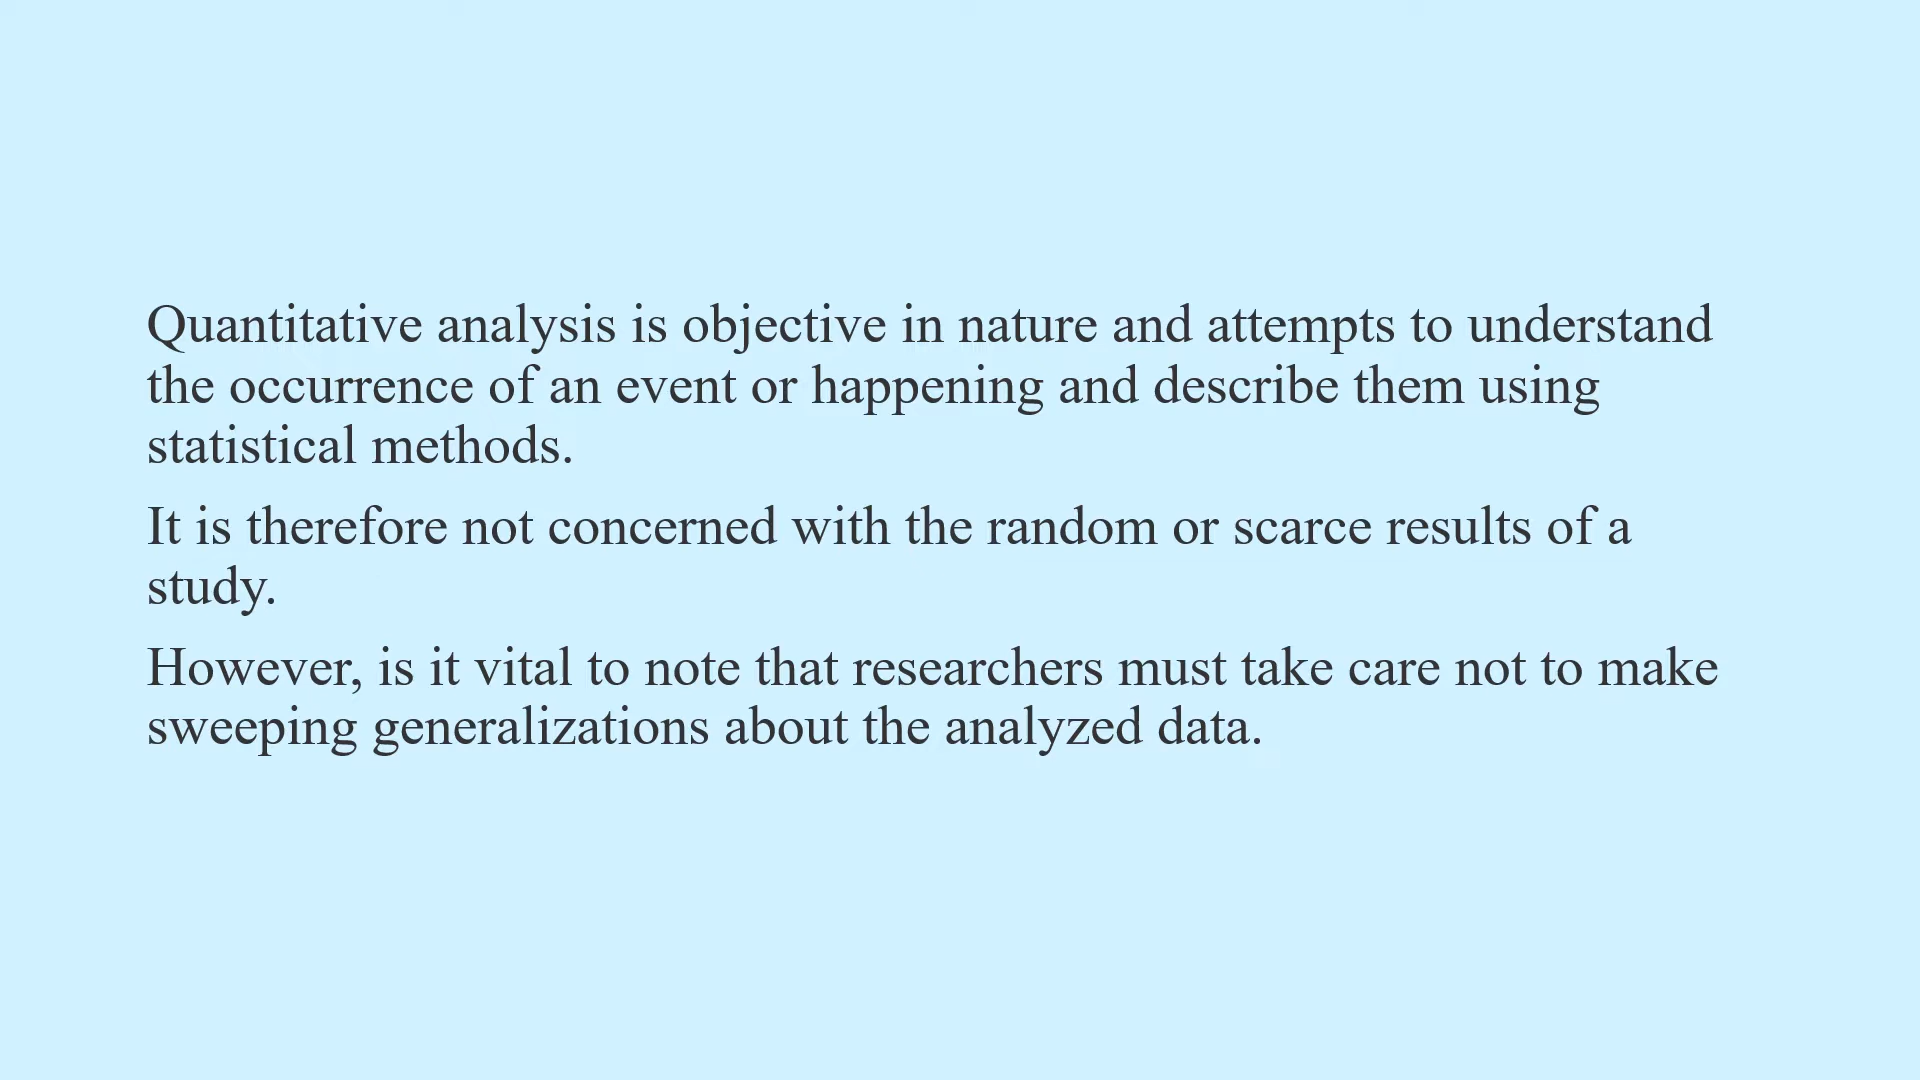 Quantitative analysis is objective in nature and attempts to understand
the occurrence of an event or happening and describe them using
statistical methods.
It is therefore not concerned with the random or scarce results of a
study.
However, is it vital to note that researchers must take care not to make
sweeping generalizations about the analyzed data.